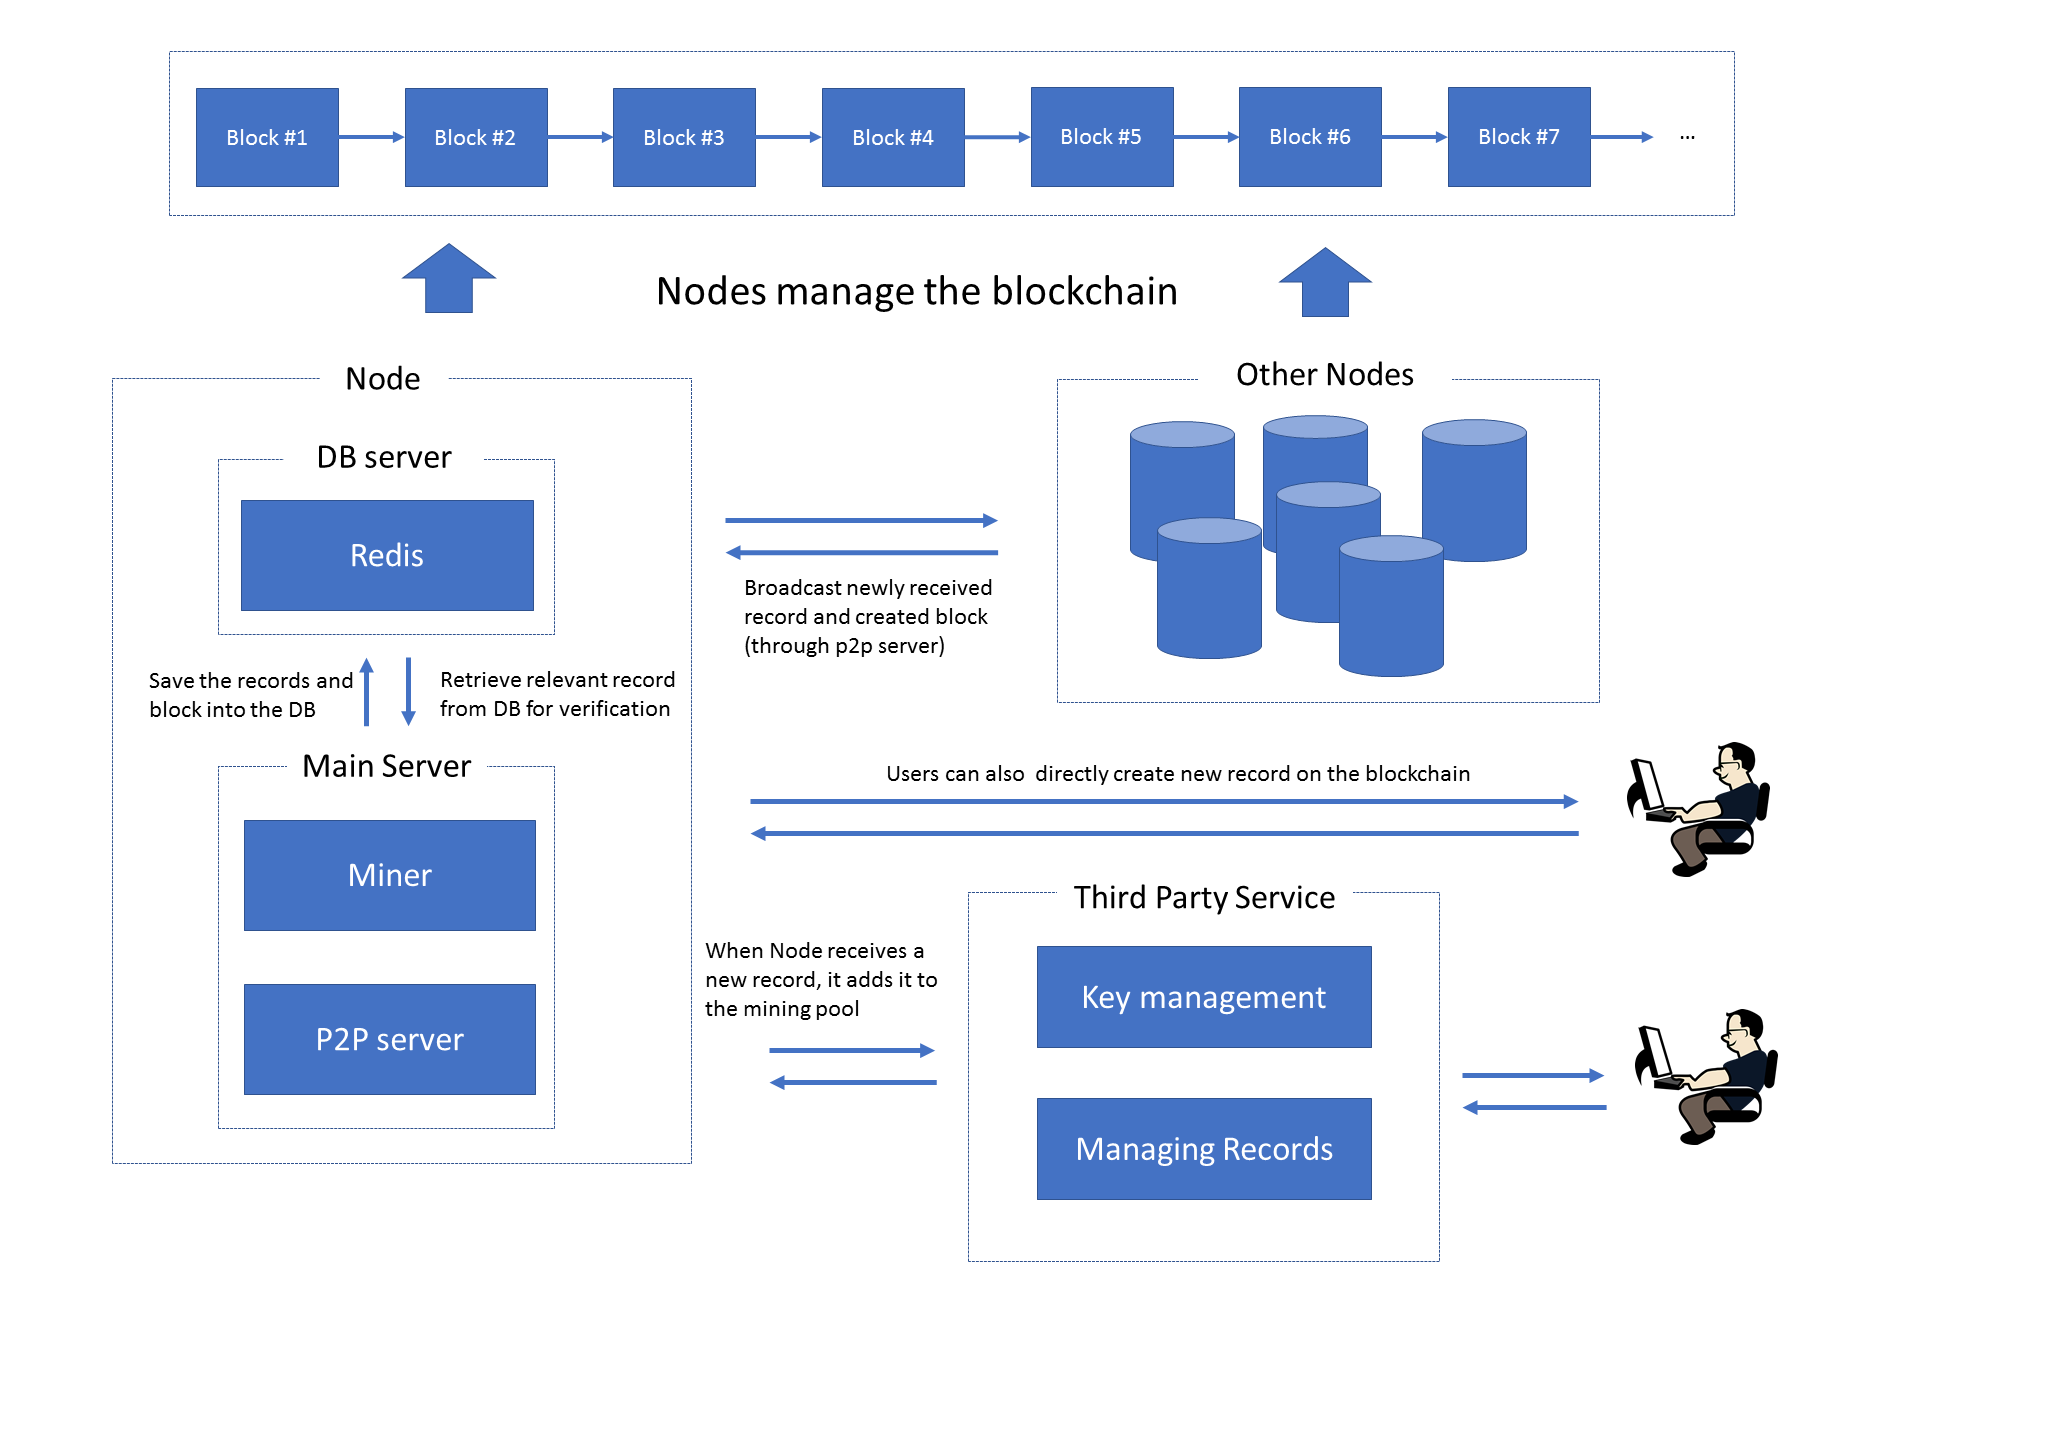 Block #1
Block #2
Block #3
Block #4
Block #5
Block #6
Block #7
...
Nodes manage the blockchain
Node
DB server
Redis
Save the records and
block into the DB
Retrieve relevant record
from DB for verification
Main Server
Miner
P2P server
Other Nodes
Broadcast newly received
record and created block
(through p2p server)
Users can also  directly create new record on the blockchain
When Node receives a
new record, it adds it to
the mining pool
Third Party Service
Key management
Managing Records